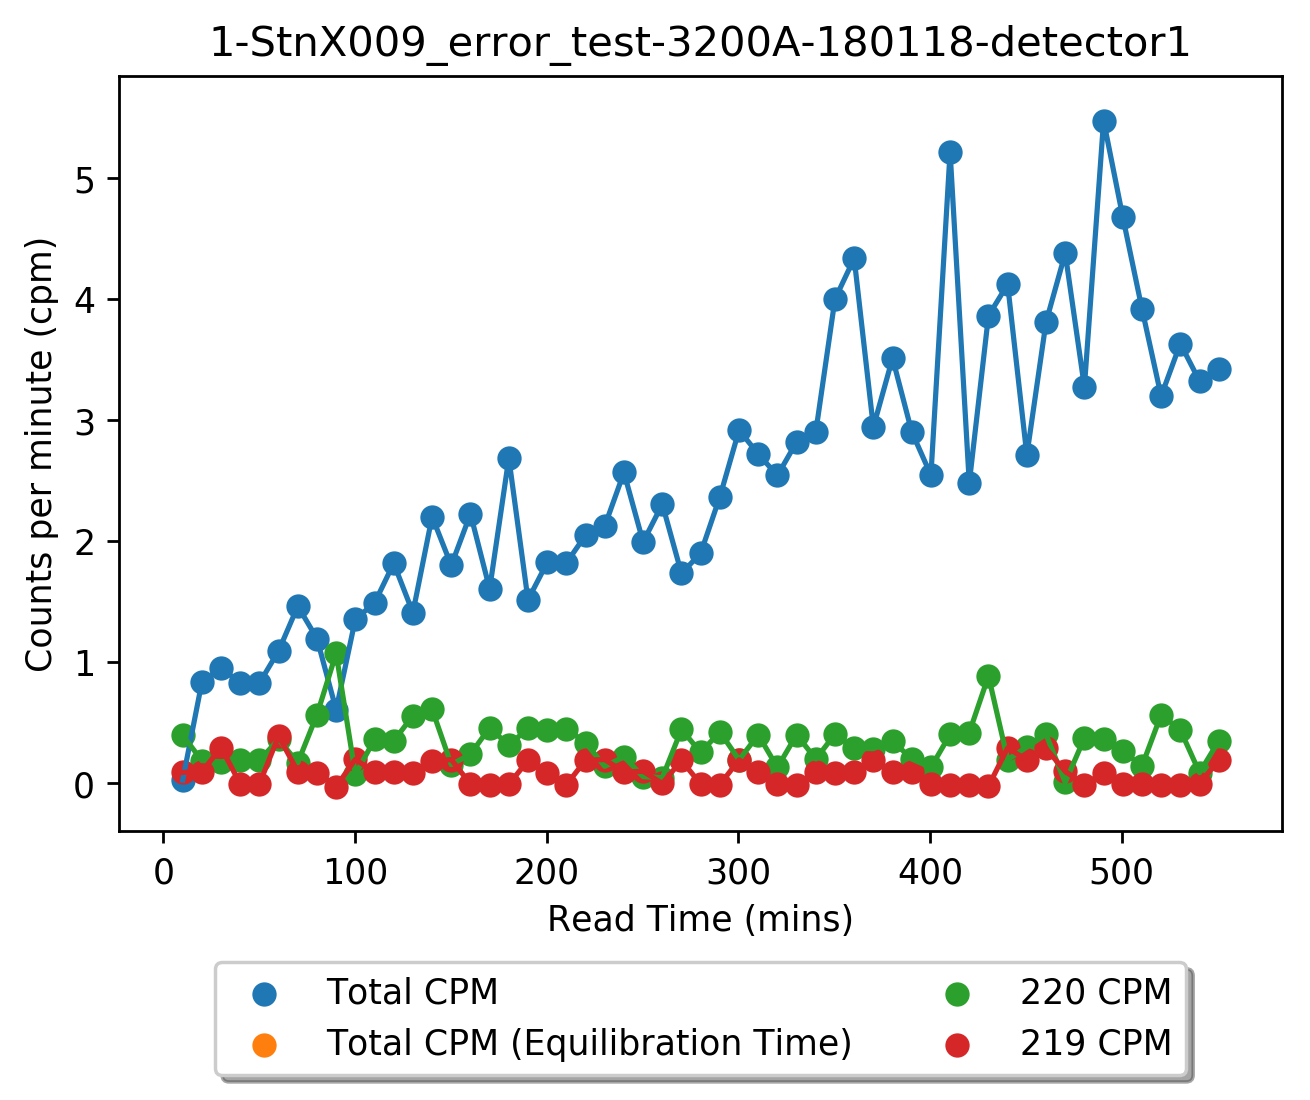 1-StnX009_error_test-3200A-180118-detector1
Counts per minute (cpm)
5
4
3
2
1
0
0 100 200 300 400 500
Read Time (mins)
Total CPM
Total CPM (Equilibration Time)
220 CPM
219 CPM